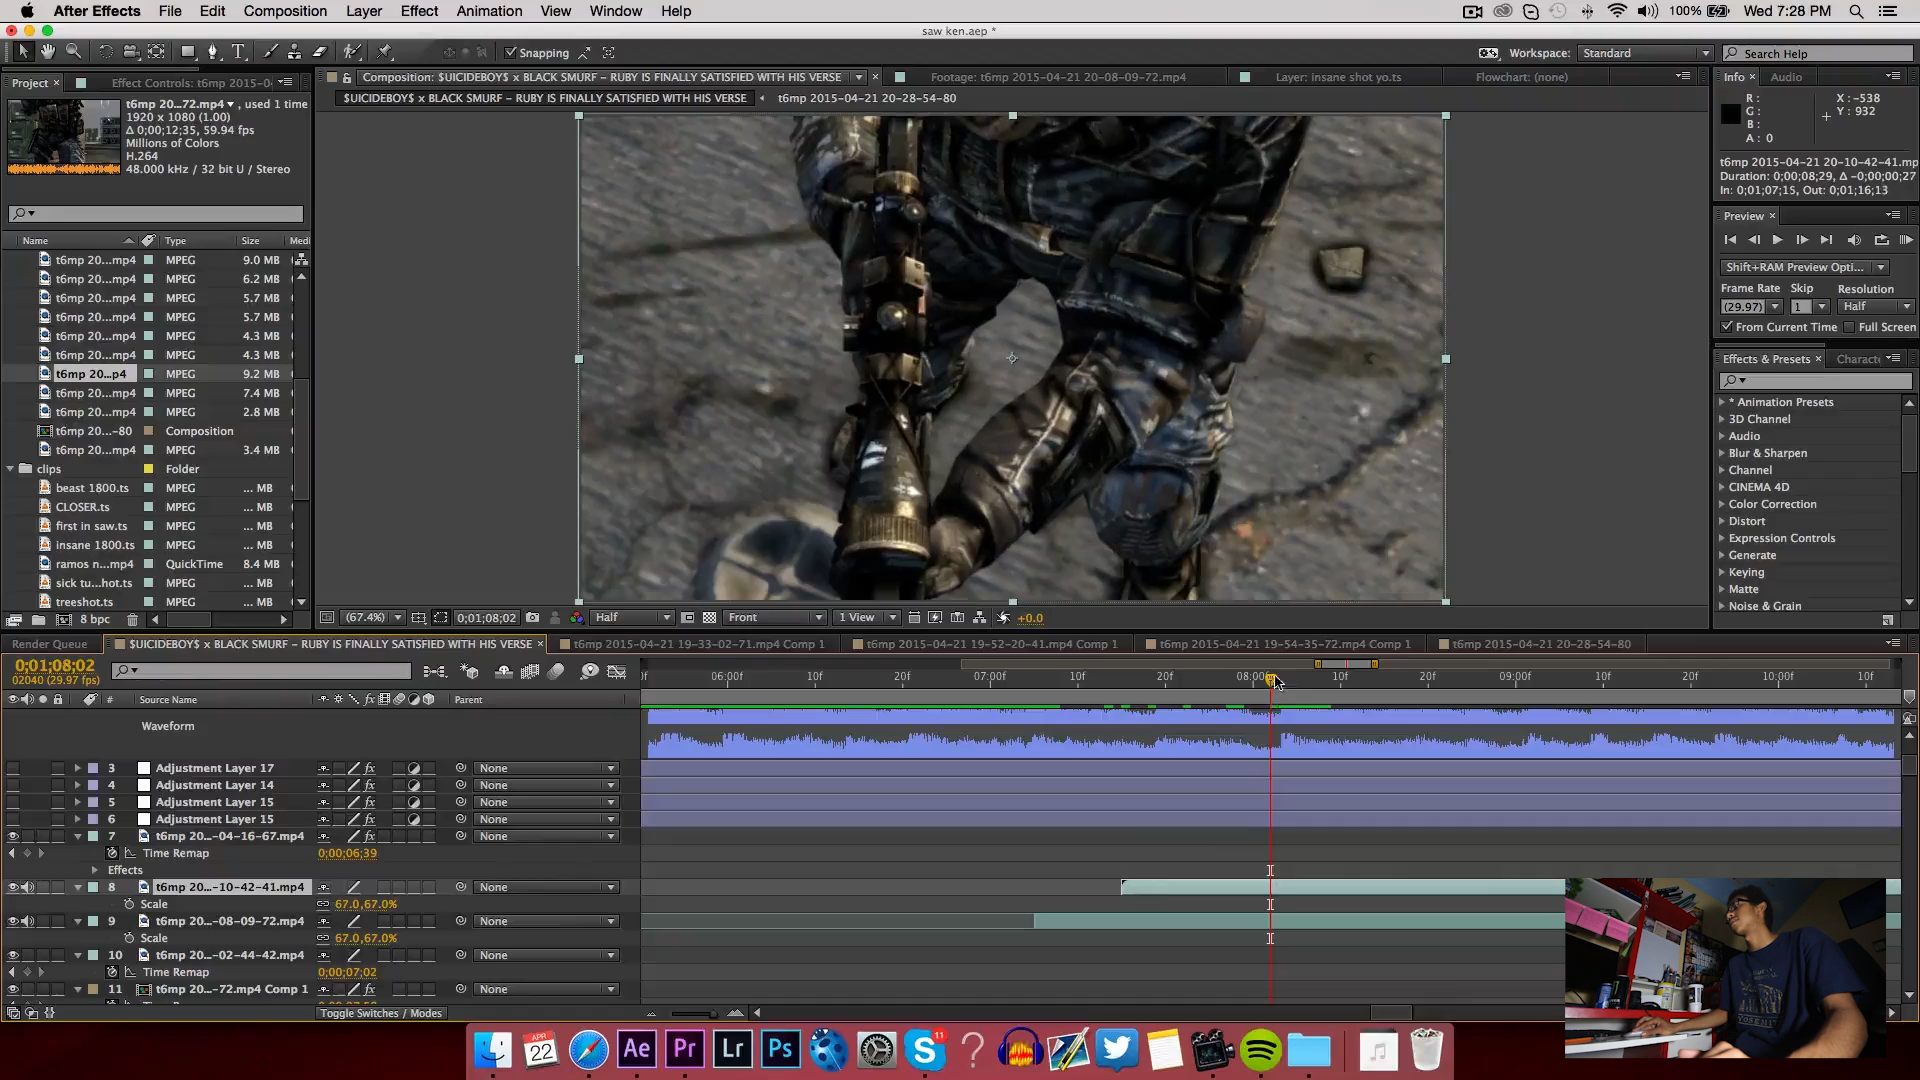 After Effects File Edit Composition Layer Effect Animation View Window Help 100% Wed 7:28 PM
saw ken.aep *
Snapping Workspace: Standard Search Help
Project × Effect Controls: t6mp 2015-0
Composition: $UICIDEBOY$ x BLACK SMURF – RUBY IS FINALLY SATISFIED WITH HIS VERSE
Footage: t6mp 2015-04-21 20-08-09-72.mp4 Layer: insane shot yo.ts Flowchart: (none)
Info × Audio
$UICIDEBOY$ x BLACK SMURF – RUBY IS FINALLY SATISFIED WITH HIS VERSE t6mp 2015-04-21 20-28-54-80
t6mp 20...72.mp4 , used 1 time
1920 x 1080 (1.00)
Δ 0;00;12;35, 59.94 fps
Millions of Colors
H.264
48.000 kHz / 32 bit U / Stereo
R: X: -538
G: Y: 932
B:
A: 0
t6mp 2015-04-21 20-10-42-41.mp
Duration: 0;00;08;29, Δ -0;00;00;27
In: 0;01;07;15, Out: 0;01;16;13
Preview ×
Shift+RAM Preview Opti...
Frame Rate Skip Resolution
(29.97) 1 Half
From Current Time Full Screen
Effects & Presets × Characte
* Animation Presets
3D Channel
Audio
Blur & Sharpen
Channel
CINEMA 4D
Color Correction
Distort
Expression Controls
Generate
Keying
Matte
Noise & Grain
Name Type Size Medi
t6mp 20...mp4 MPEG 9.0 MB
t6mp 20...mp4 MPEG 6.2 MB
t6mp 20...mp4 MPEG 5.7 MB
t6mp 20...mp4 MPEG 5.7 MB
t6mp 20...mp4 MPEG 4.3 MB
t6mp 20...mp4 MPEG 4.3 MB
t6mp 20...p4 MPEG 9.2 MB
t6mp 20...mp4 MPEG 7.4 MB
t6mp 20...mp4 MPEG 2.8 MB
t6mp 20...-80 Composition
t6mp 20...mp4 MPEG 3.4 MB
clips Folder
beast 1800.ts MPEG ... MB
CLOSER.ts MPEG ... MB
first in saw.ts MPEG ... MB
insane 1800.ts MPEG ... MB
ramos n...mp4 QuickTime 8.4 MB
sick tu...hot.ts MPEG ... MB
treeshot.ts MPEG ... MB
8 bpc
(67.4%) 0;01;08;02 Half Front 1 View +0.0
Render Queue $UICIDEBOY$ x BLACK SMURF – RUBY IS FINALLY SATISFIED WITH HIS VERSE × t6mp 2015-04-21 19-33-02-71.mp4 Comp 1 t6mp 2015-04-21 19-52-20-41.mp4 Comp 1 t6mp 2015-04-21 19-54-35-72.mp4 Comp 1 t6mp 2015-04-21 20-28-54-80
0;01;08;02
02040 (29.97 fps)
0f 06:00f 10f 20f 07:00f 10f 20f 08:00f 10f 20f 09:00f 10f 20f 10:00f 10f
# Source Name Parent
Waveform
3 Adjustment Layer 17 None
4 Adjustment Layer 14 None
5 Adjustment Layer 15 None
6 Adjustment Layer 15 None
7 t6mp 20...-04-16-67.mp4 None
Time Remap 0;00;06;39
Effects
8 t6mp 20...-10-42-41.mp4 None
Scale 67.0,67.0%
9 t6mp 20...-08-09-72.mp4 None
Scale 67.0,67.0%
10 t6mp 20...-02-44-42.mp4 None
Time Remap 0;00;07;02
11 t6mp 20...-72.mp4 Comp 1 None
Toggle Switches / Modes
APR
22
Ae Pr Lr Ps
11